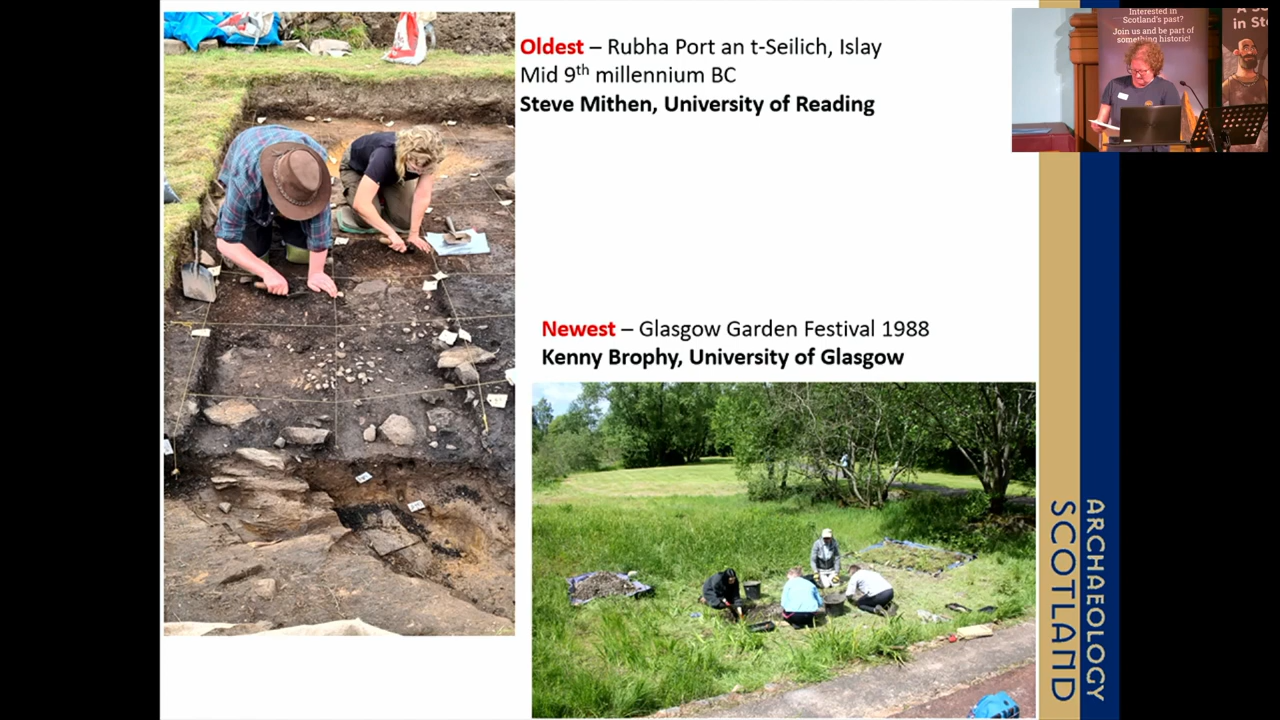 Oldest – Rubha Port an t-Seilich, Islay
Mid 9th millennium BC
Steve Mithen, University of Reading
Newest – Glasgow Garden Festival 1988
Kenny Brophy, University of Glasgow
ARCHAEOLOGY
SCOTLAND
Interested in
Scotland's past?
Join us and be part of
something historic!
in St